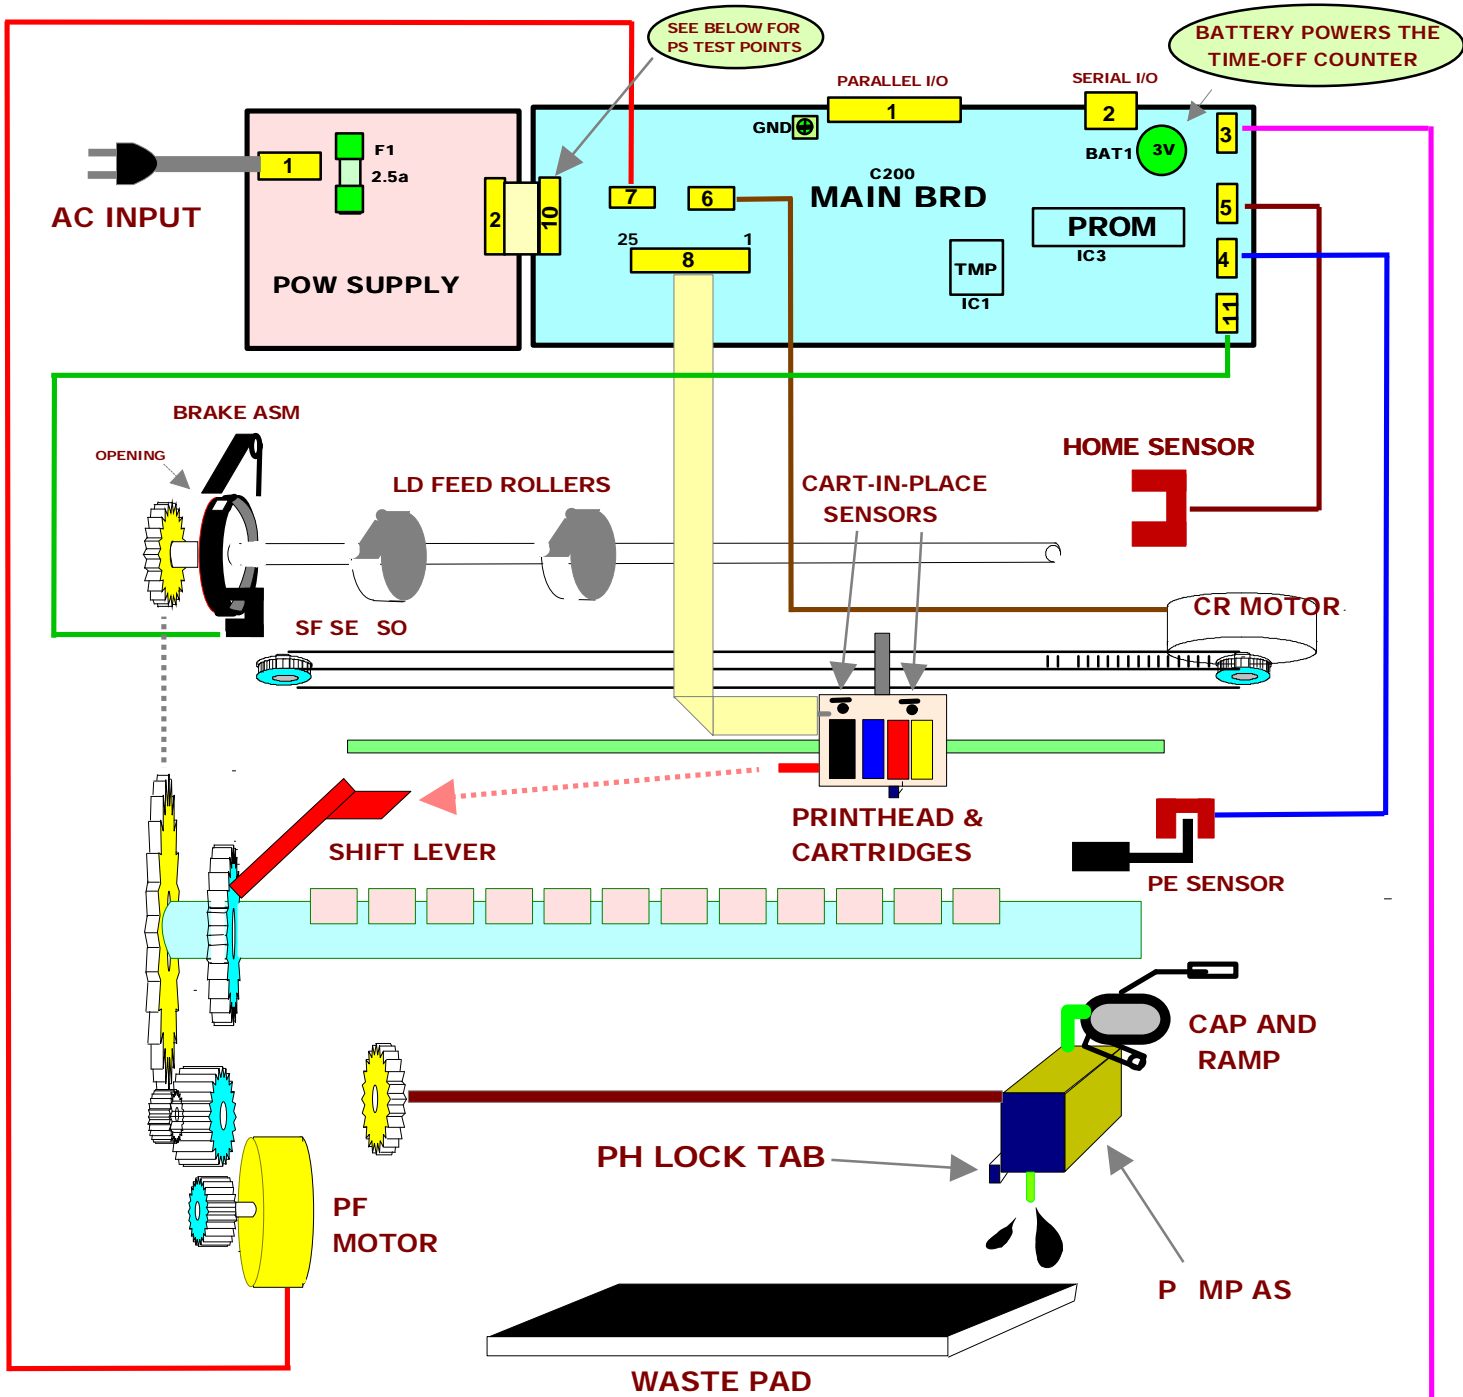 SEE BELOW FOR
PS TEST POINTS
BATTERY POWERS THE
TIME-OFF COUNTER
PARALLEL I/O
SERIAL I/O
1
2
3
GND
BAT1
3V
F1
2.5a
1
C200
MAIN BRD
AC INPUT
2
10
7
6
5
PROM
IC3
25
1
8
4
TMP
IC1
POW SUPPLY
11
BRAKE ASM
OPENING
LD FEED ROLLERS
CART-IN-PLACE
SENSORS
HOME SENSOR
SF SE SO
CR MOTOR
PRINTHEAD &
CARTRIDGES
SHIFT LEVER
PE SENSOR
CAP AND
RAMP
PH LOCK TAB
PF
MOTOR
P MP AS
WASTE PAD